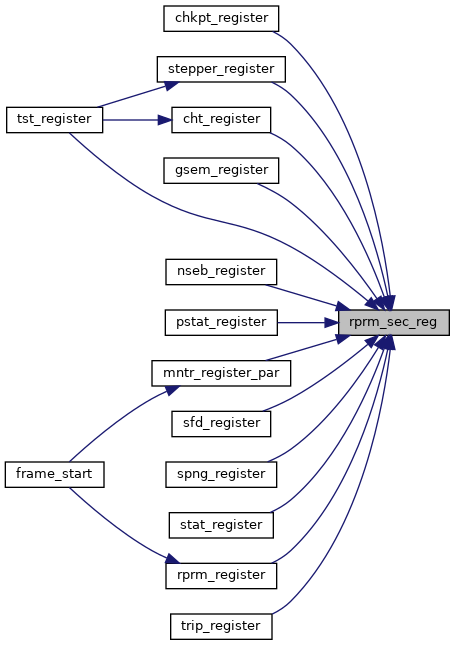 chkpt_register
stepper_register
tst_register
cht_register
gsem_register
nseb_register
pstat_register
rprm_sec_reg
mntr_register_par
sfd_register
frame_start
spng_register
stat_register
rprm_register
trip_register